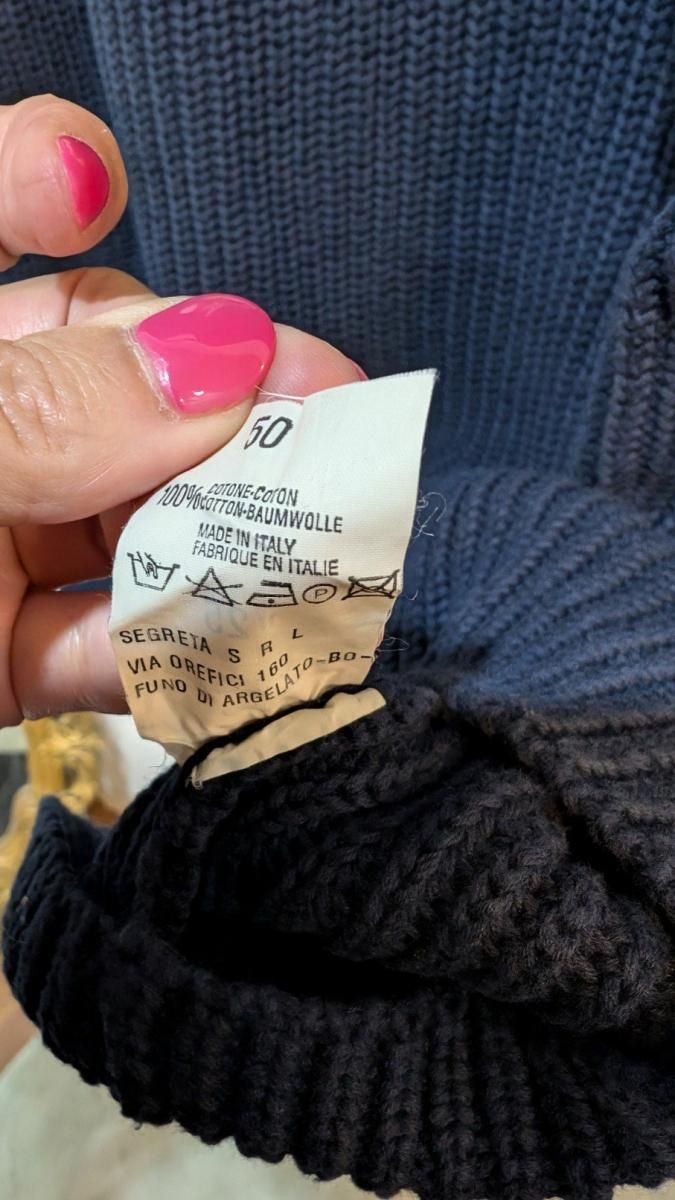 50
100% COTONE-COTON
COTTON-BAUMWOLLE
MADE IN ITALY
FABRIQUE EN ITALIE
P
SEGRETA S R L
VIA OREFICI 160
FUNO DI ARGELATO-BO-